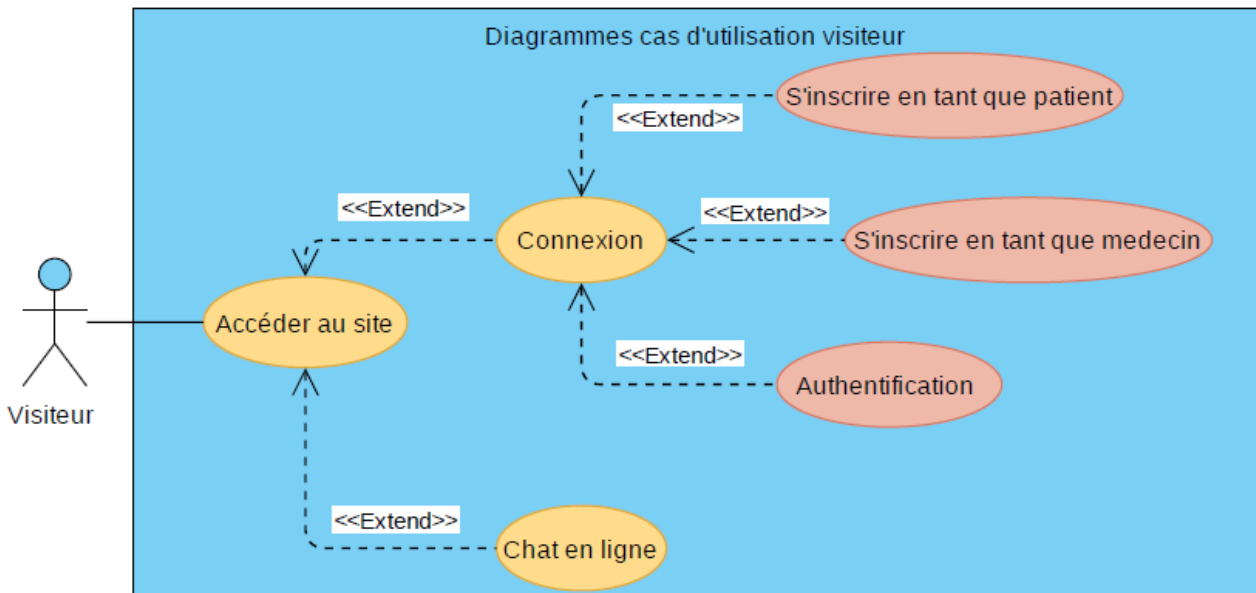 Diagrammes cas d'utilisation visiteur
S'inscrire en tant que patient
<<Extend>>
<<Extend>>
<<Extend>>
Connexion
S'inscrire en tant que medecin
Accéder au site
<<Extend>>
Authentification
Visiteur
<<Extend>>
Chat en ligne